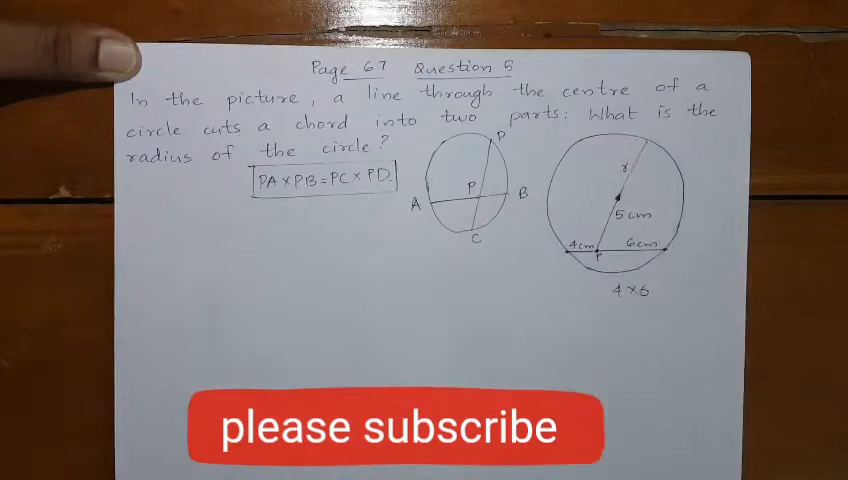 Page 67 Question 5
In the picture, a line through the centre of a
circle cuts a chord into two parts: What is the
radius of the circle?
PA×PB=PC×PD.
D
P
A
B
C
r
5cm
4cm
6cm
P
4×6
please subscribe